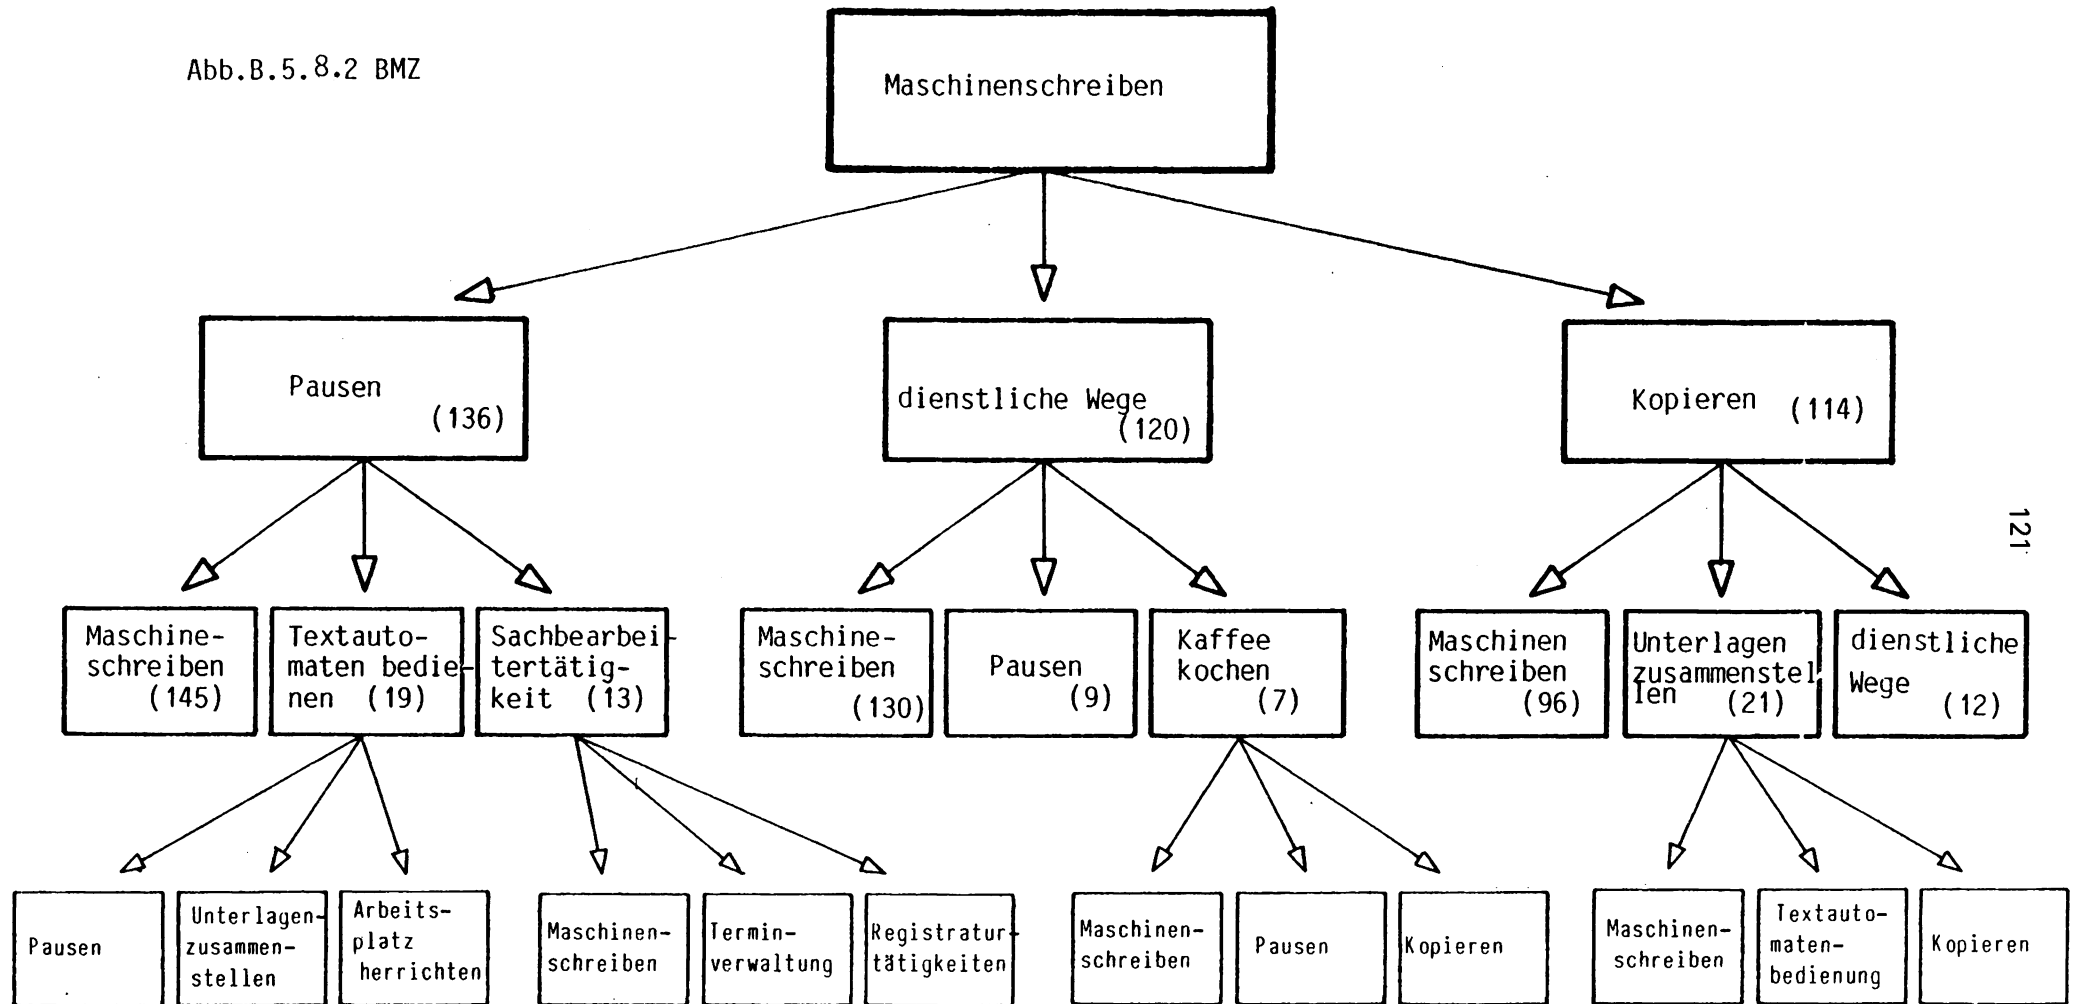 Abb.B.5.8.2 BMZ
Maschinenschreiben
Pausen
(136)
dienstliche Wege
(120)
Kopieren (114)
121
Maschine-
schreiben
(145)
Textauto-
maten bedie-
nen (19)
Sachbearbei-
tertätig-
keit (13)
Maschine-
schreiben
(130)
Pausen
(9)
Kaffee
kochen
(7)
Maschinen
schreiben
(96)
Unterlagen
zusammenstel
len (21)
dienstliche
Wege (12)
Pausen
Unterlagen-
zusammen-
stellen
Arbeits-
platz
herrichten
Maschinen-
schreiben
Termin-
verwaltung
Registratur-
tätigkeiten
Maschinen-
schreiben
Pausen
Kopieren
Maschinen-
schreiben
Textauto-
maten-
bedienung
Kopieren